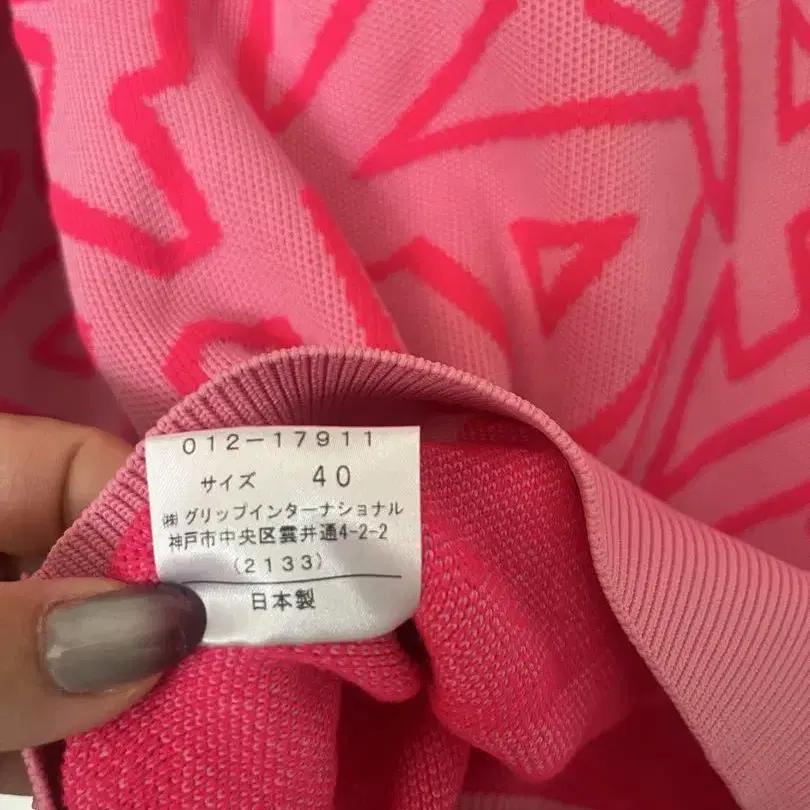 012-17911
サイズ 40
㈱グリップインターナショナル
神戸市中央区雲井通4-2-2
(2133)
日本製